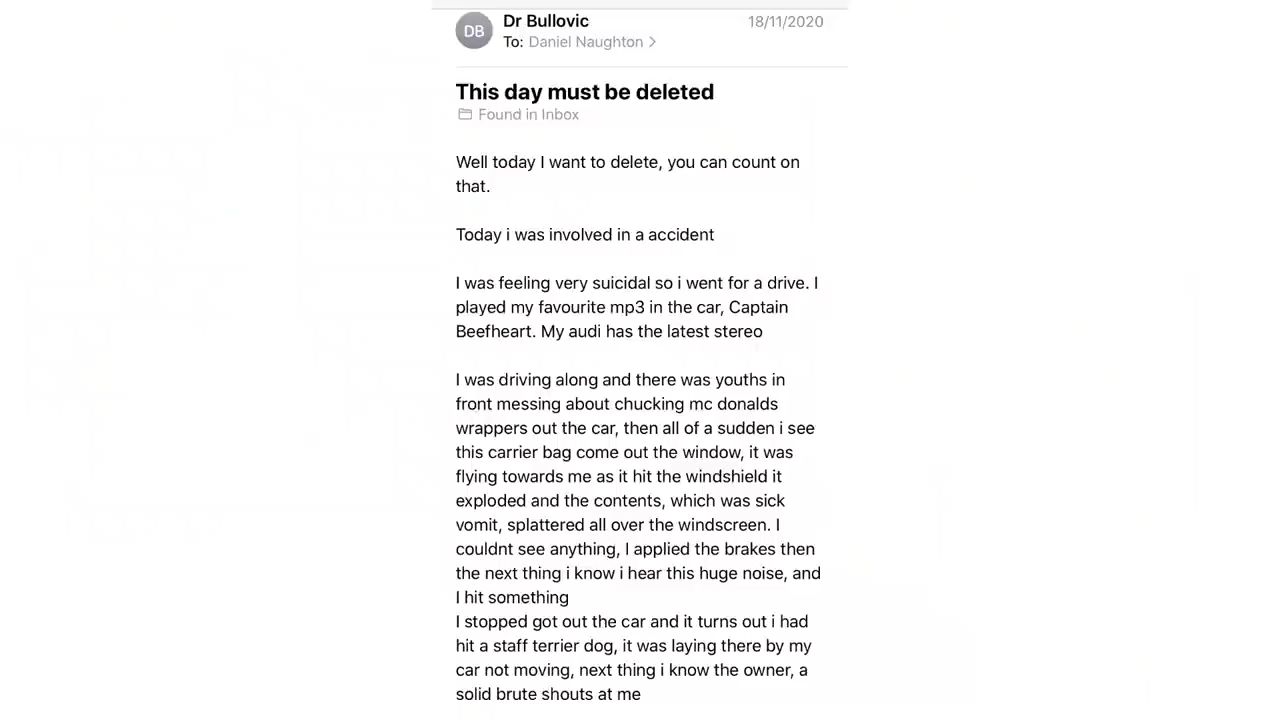 DB
Dr Bullovic
18/11/2020
To: Daniel Naughton >
This day must be deleted
Found in Inbox
Well today I want to delete, you can count on
that.
Today i was involved in a accident
I was feeling very suicidal so i went for a drive. I
played my favourite mp3 in the car, Captain
Beefheart. My audi has the latest stereo
I was driving along and there was youths in
front messing about chucking mc donalds
wrappers out the car, then all of a sudden i see
this carrier bag come out the window, it was
flying towards me as it hit the windshield it
exploded and the contents, which was sick
vomit, splattered all over the windscreen. I
couldnt see anything, I applied the brakes then
the next thing i know i hear this huge noise, and
I hit something
I stopped got out the car and it turns out i had
hit a staff terrier dog, it was laying there by my
car not moving, next thing i know the owner, a
solid brute shouts at me